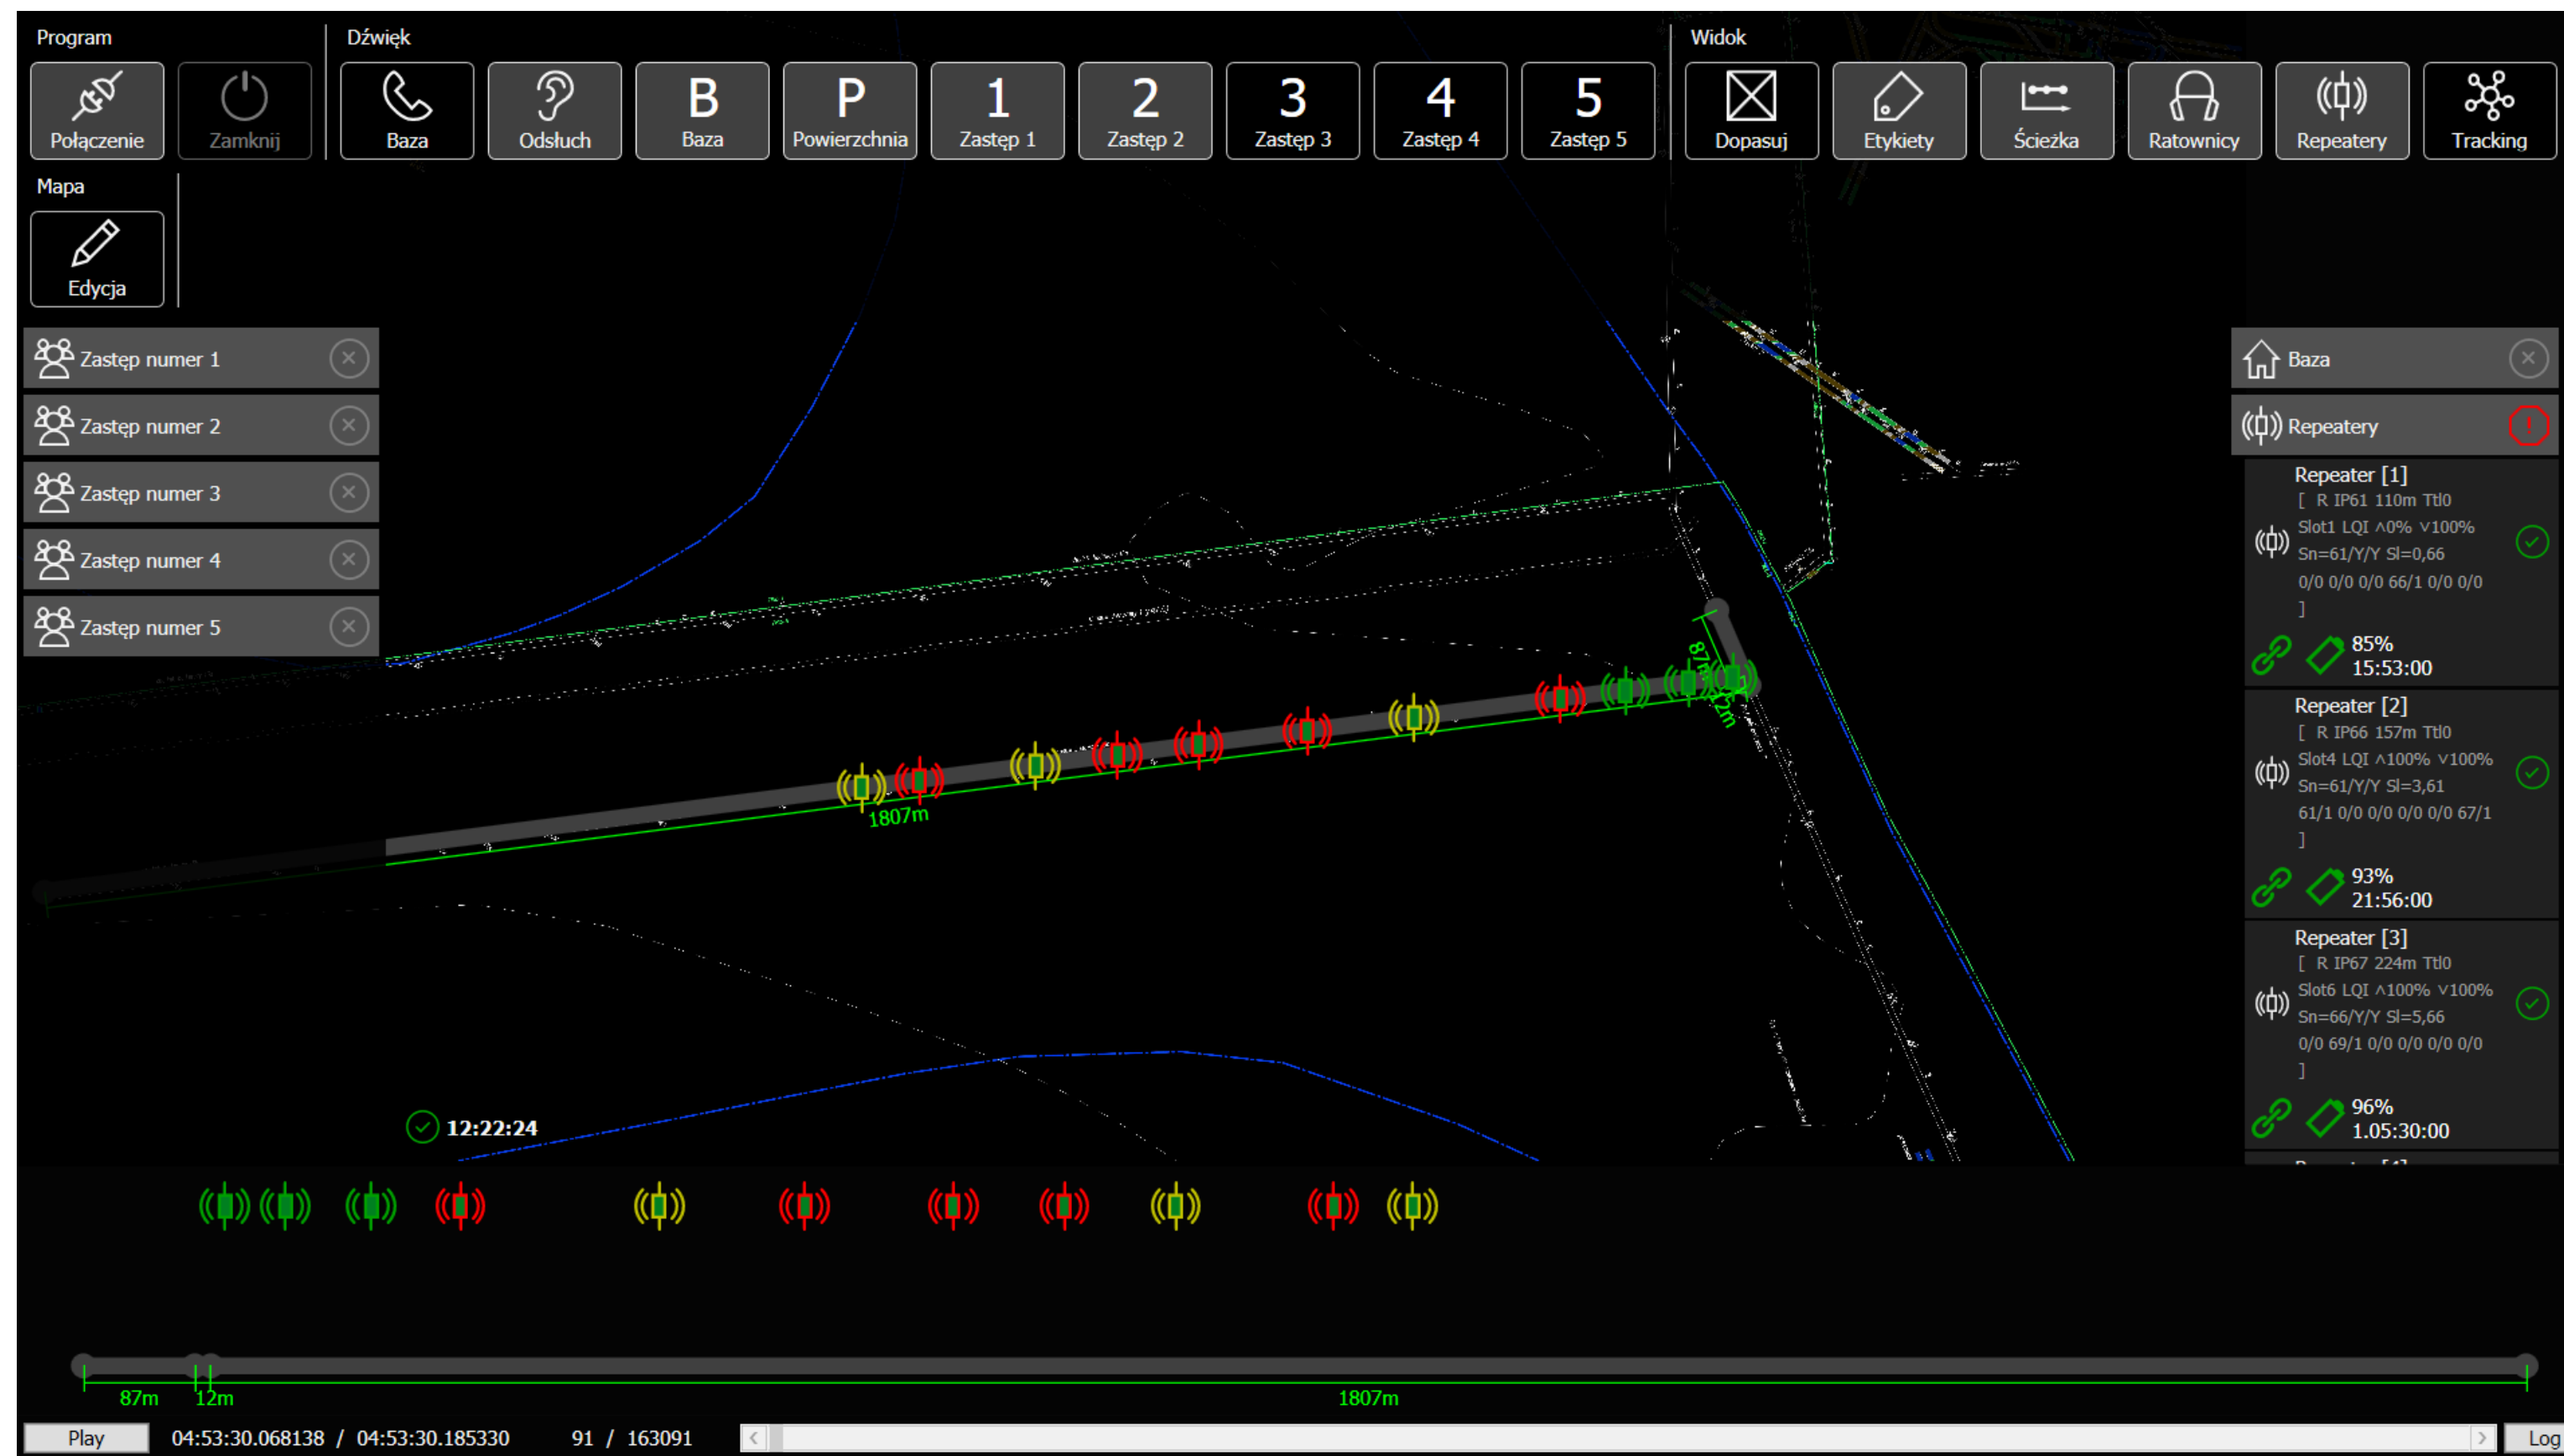 Program
Dźwięk
Widok
Połączenie
Zamknij
Baza
Odsłuch
B
Baza
P
Powierzchnia
1
Zastęp 1
2
Zastęp 2
3
Zastęp 3
4
Zastęp 4
5
Zastęp 5
Dopasuj
Etykiety
Ścieżka
Ratownicy
Repeatery
Tracking
Mapa
Edycja
Zastęp numer 1
Zastęp numer 2
Zastęp numer 3
Zastęp numer 4
Zastęp numer 5
Baza
Repeatery
Repeater [1]
[ R IP61 110m Ttl0
Slot1 LQI ˄0% ˅100%
Sn=61/Y/Y Sl=0,66
0/0 0/0 0/0 66/1 0/0 0/0
]
85%
15:53:00
Repeater [2]
[ R IP66 157m Ttl0
Slot4 LQI ˄100% ˅100%
Sn=61/Y/Y Sl=3,61
61/1 0/0 0/0 0/0 0/0 67/1
]
93%
21:56:00
Repeater [3]
[ R IP67 224m Ttl0
Slot6 LQI ˄100% ˅100%
Sn=66/Y/Y Sl=5,66
0/0 69/1 0/0 0/0 0/0 0/0
]
96%
1.05:30:00
87m
12m
1807m
12:22:24
87m
12m
1807m
Play
04:53:30.068138 / 04:53:30.185330
91 / 163091
Log